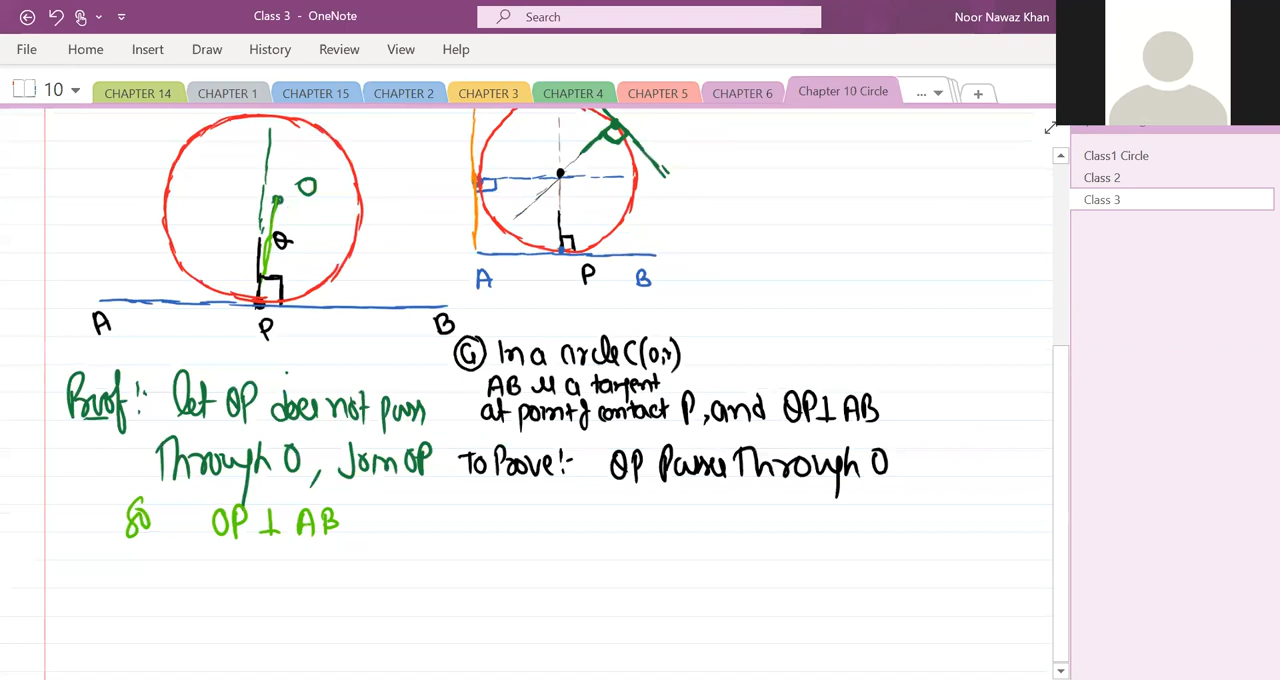 Class 3 - OneNote
Search
Noor Nawaz Khan
File Home Insert Draw History Review View Help
10
CHAPTER 14 CHAPTER 1 CHAPTER 15 CHAPTER 2 CHAPTER 3 CHAPTER 4 CHAPTER 5 CHAPTER 6 Chapter 10 Circle ... +
Class1 Circle
Class 2
Class 3
O
Q
A P B
A P B
G In a circle C(O,r)
AB is a tangent
at point of contact P, and QP⊥AB
To Prove:- QP Passes Through O
Proof:- let QP does not pass
Through O, Join OP
So OP ⊥ AB